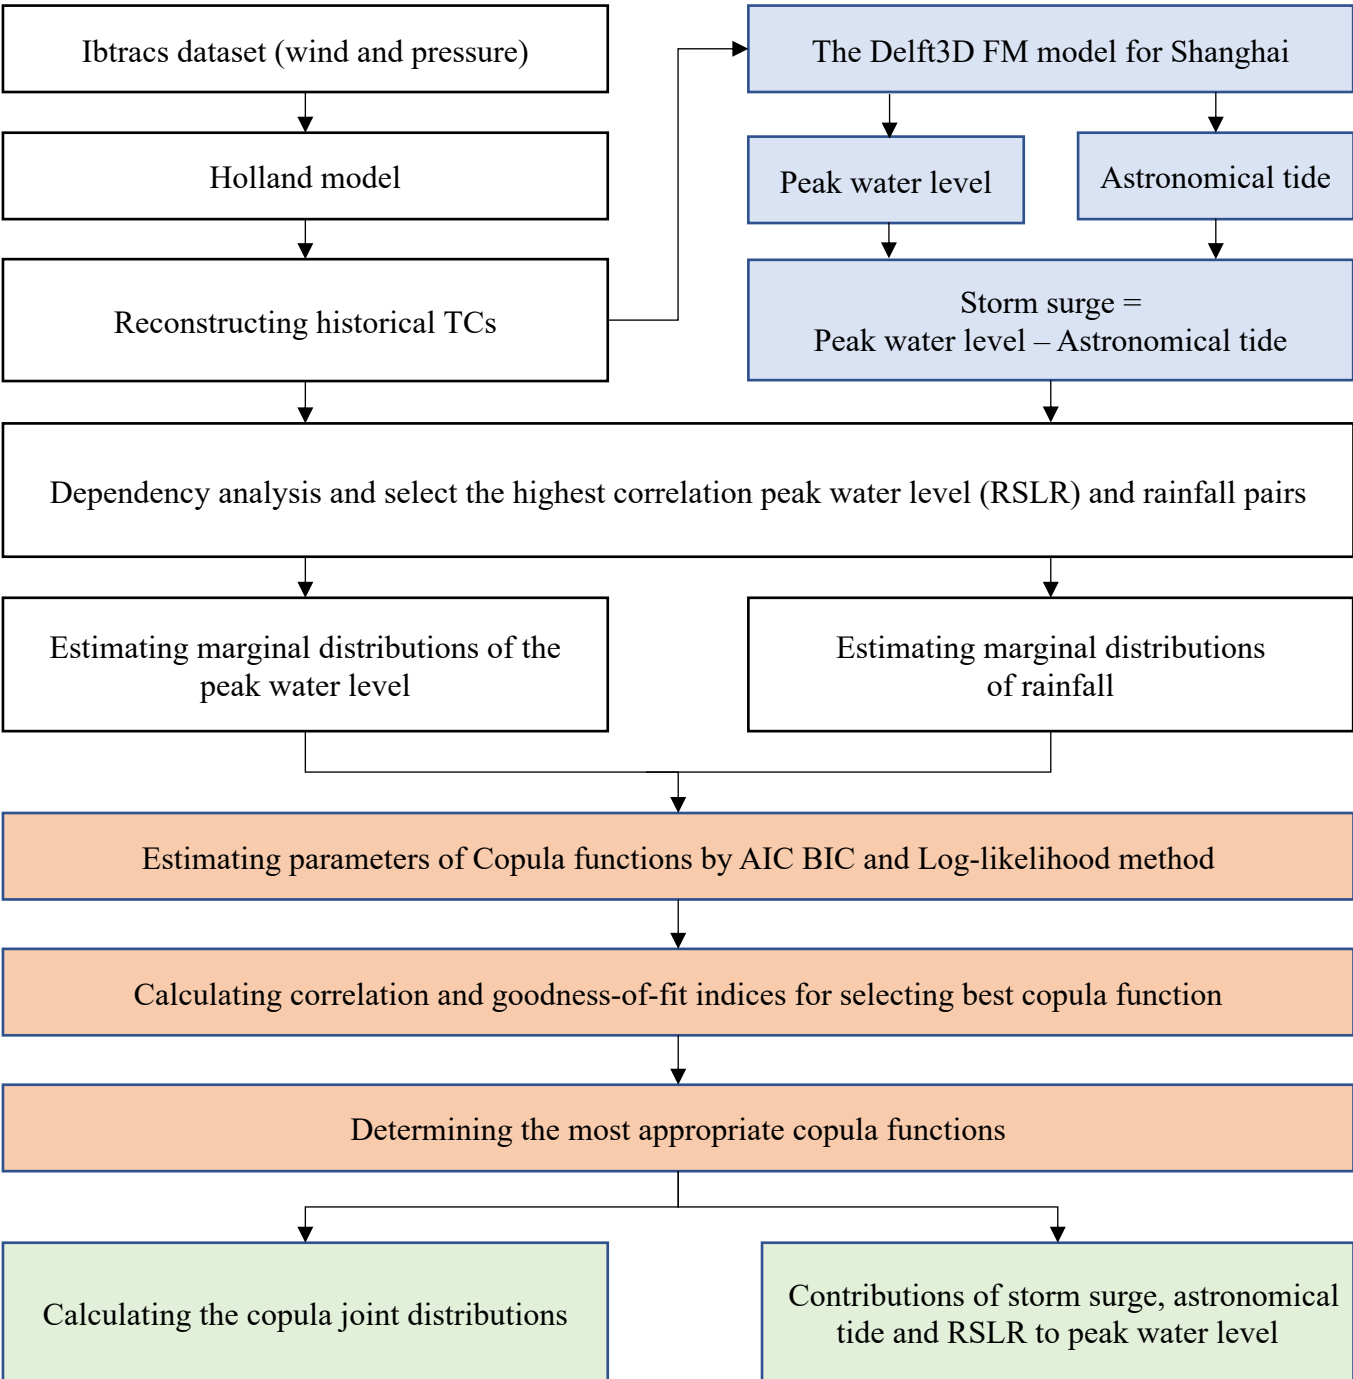 Ibtracs dataset (wind and pressure)
The Delft3D FM model for Shanghai
Holland model
Peak water level
Astronomical tide
Reconstructing historical TCs
Storm surge =
Peak water level – Astronomical tide
Dependency analysis and select the highest correlation peak water level (RSLR) and rainfall pairs
Estimating marginal distributions of the
peak water level
Estimating marginal distributions
of rainfall
Estimating parameters of Copula functions by AIC BIC and Log-likelihood method
Calculating correlation and goodness-of-fit indices for selecting best copula function
Determining the most appropriate copula functions
Calculating the copula joint distributions
Contributions of storm surge, astronomical
tide and RSLR to peak water level